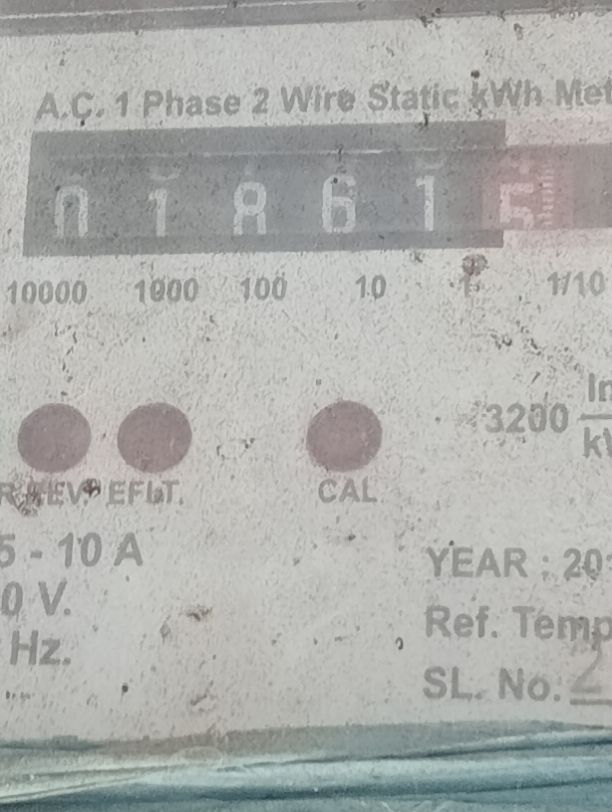 A.C. 1 Phase 2 Wire Static kWh Met
0 1 8 6 1 5
10000 1000 100 10 1 1/10
3200 
R REV EFLT. CAL
5 - 10 A
0 V.
Hz.
YEAR : 20
Ref. Temp
SL. No.